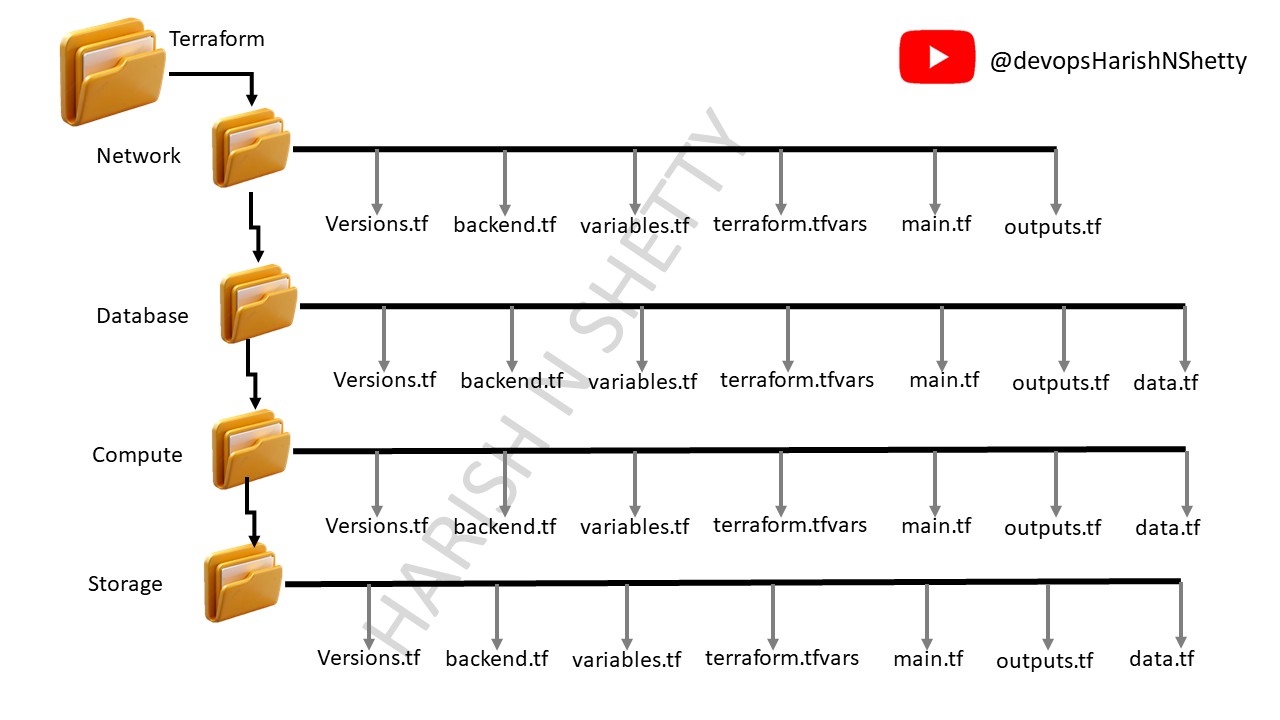 Terraform
@devopsHarishNShetty
Network
Versions.tf backend.tf variables.tf terraform.tfvars main.tf outputs.tf
Database
Versions.tf backend.tf variables.tf terraform.tfvars main.tf outputs.tf data.tf
Compute
Versions.tf backend.tf variables.tf terraform.tfvars main.tf outputs.tf data.tf
Storage
Versions.tf backend.tf variables.tf terraform.tfvars main.tf outputs.tf data.tf
HARISH N SHETTY